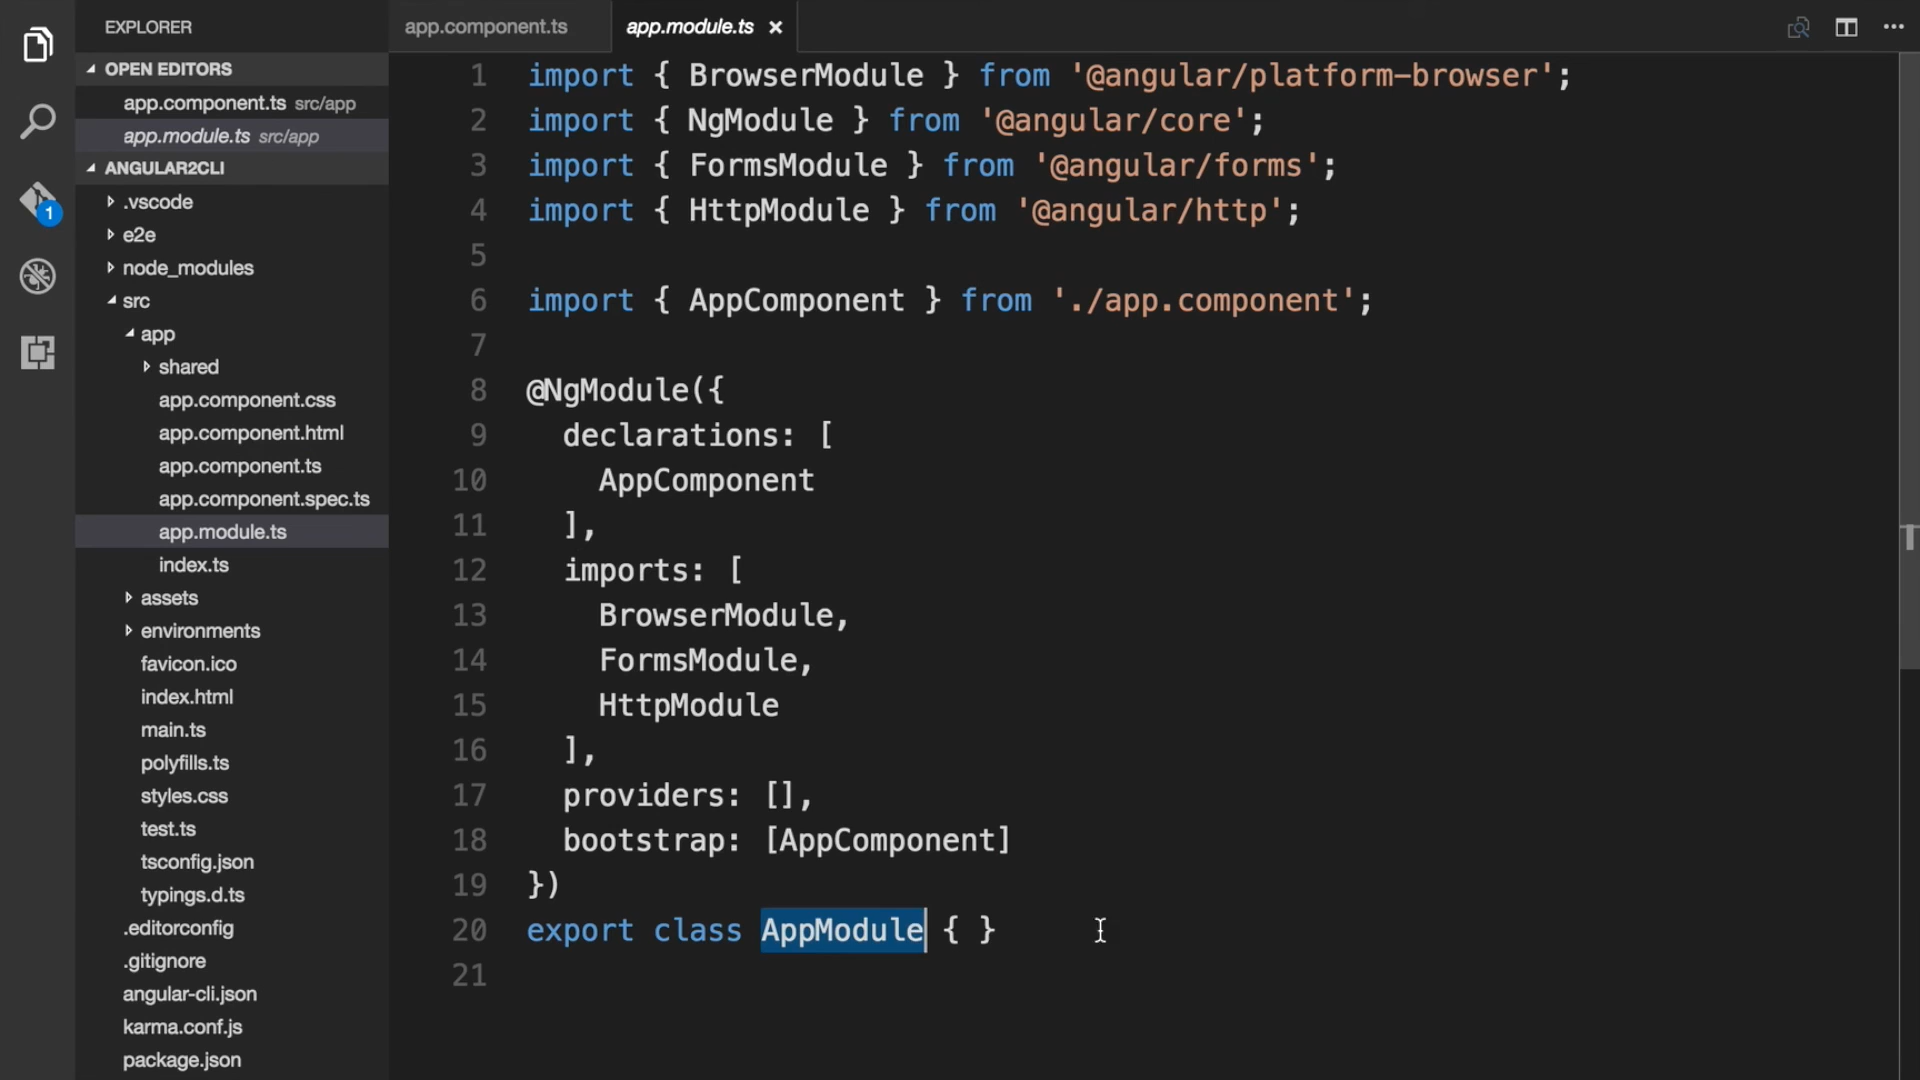 EXPLORER
OPEN EDITORS
app.component.ts src/app
app.module.ts src/app
ANGULAR2CLI
.vscode
e2e
node_modules
src
app
shared
app.component.css
app.component.html
app.component.ts
app.component.spec.ts
app.module.ts
index.ts
assets
environments
favicon.ico
index.html
main.ts
polyfills.ts
styles.css
test.ts
tsconfig.json
typings.d.ts
.editorconfig
.gitignore
angular-cli.json
karma.conf.js
package.json
1
app.component.ts
app.module.ts
1 import { BrowserModule } from '@angular/platform-browser';
2 import { NgModule } from '@angular/core';
3 import { FormsModule } from '@angular/forms';
4 import { HttpModule } from '@angular/http';
5
6 import { AppComponent } from './app.component';
7
8 @NgModule({
9 declarations: [
10 AppComponent
11 ],
12 imports: [
13 BrowserModule,
14 FormsModule,
15 HttpModule
16 ],
17 providers: [],
18 bootstrap: [AppComponent]
19 })
20 export class AppModule { }
21